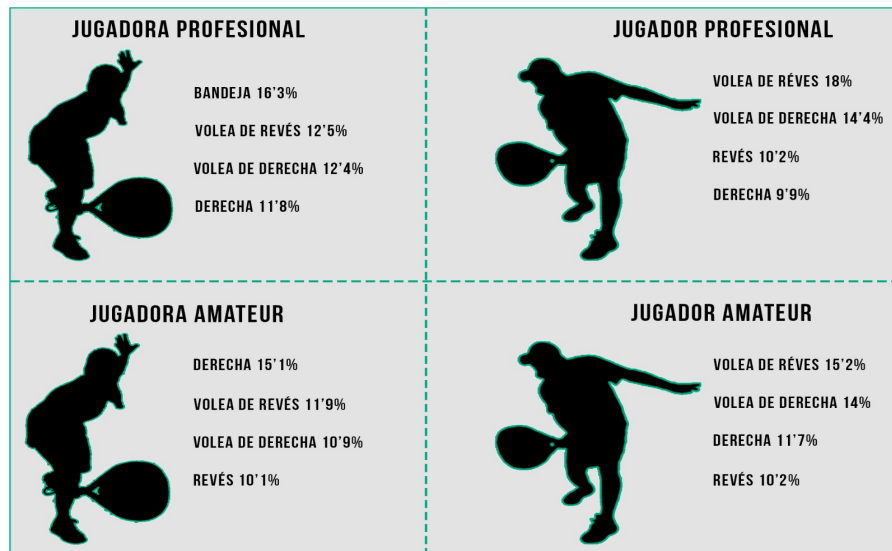 JUGADORA PROFESIONAL
BANDEJA 16'3%
VOLEA DE REVÉS 12'5%
VOLEA DE DERECHA 12'4%
DERECHA 11'8%
JUGADOR PROFESIONAL
VOLEA DE RÉVES 18%
VOLEA DE DERECHA 14'4%
REVÉS 10'2%
DERECHA 9'9%
JUGADORA AMATEUR
DERECHA 15'1%
VOLEA DE REVÉS 11'9%
VOLEA DE DERECHA 10'9%
REVÉS 10'1%
JUGADOR AMATEUR
VOLEA DE RÉVES 15'2%
VOLEA DE DERECHA 14%
DERECHA 11'7%
REVÉS 10'2%